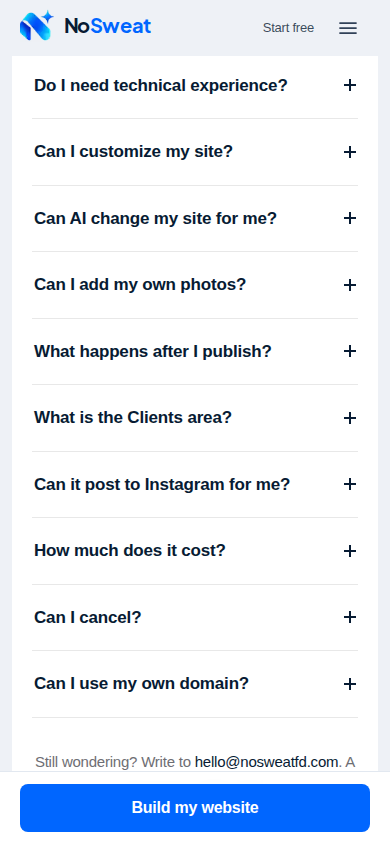 NoSweat
Start free
Do I need technical experience?
Can I customize my site?
Can AI change my site for me?
Can I add my own photos?
What happens after I publish?
What is the Clients area?
Can it post to Instagram for me?
How much does it cost?
Can I cancel?
Can I use my own domain?
Still wondering? Write to hello@nosweatfd.com. A
Build my website